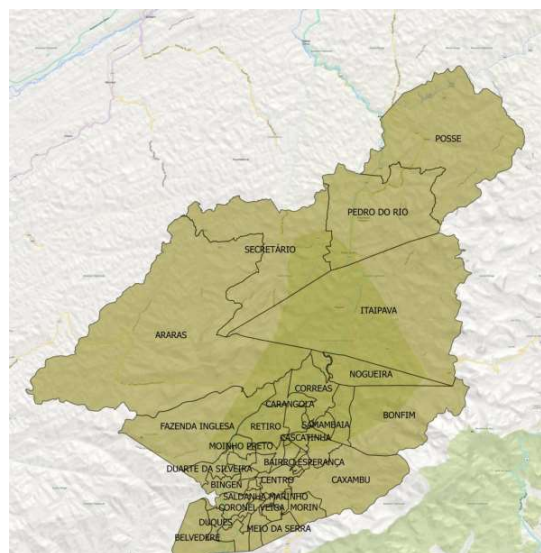 POSSE
PEDRO DO RIO
SECRETÁRIO
ITAIPAVA
ARARAS
NOGUEIRA
CORREAS
CARANGOLA
BONFIM
FAZENDA INGLESA
RETIRO
SAMAMBAIA
CASCATINHA
MOINHO PRETO
DUARTE DA SILVEIRA
BAIRRO ESPERANÇA
BINGEN
CENTRO
CAXAMBU
SALDANHA MARINHO
CORONEL VEIGA
MORIN
DUQUES
MEIO DA SERRA
BELVEDERE